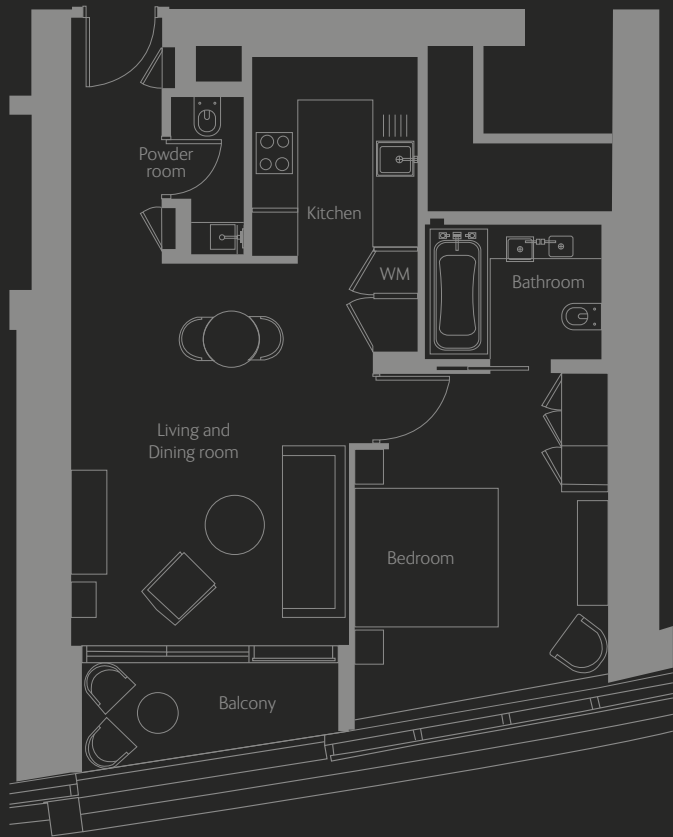 Powder
room
Kitchen
WM
Bathroom
Living and
Dining room
Bedroom
Balcony